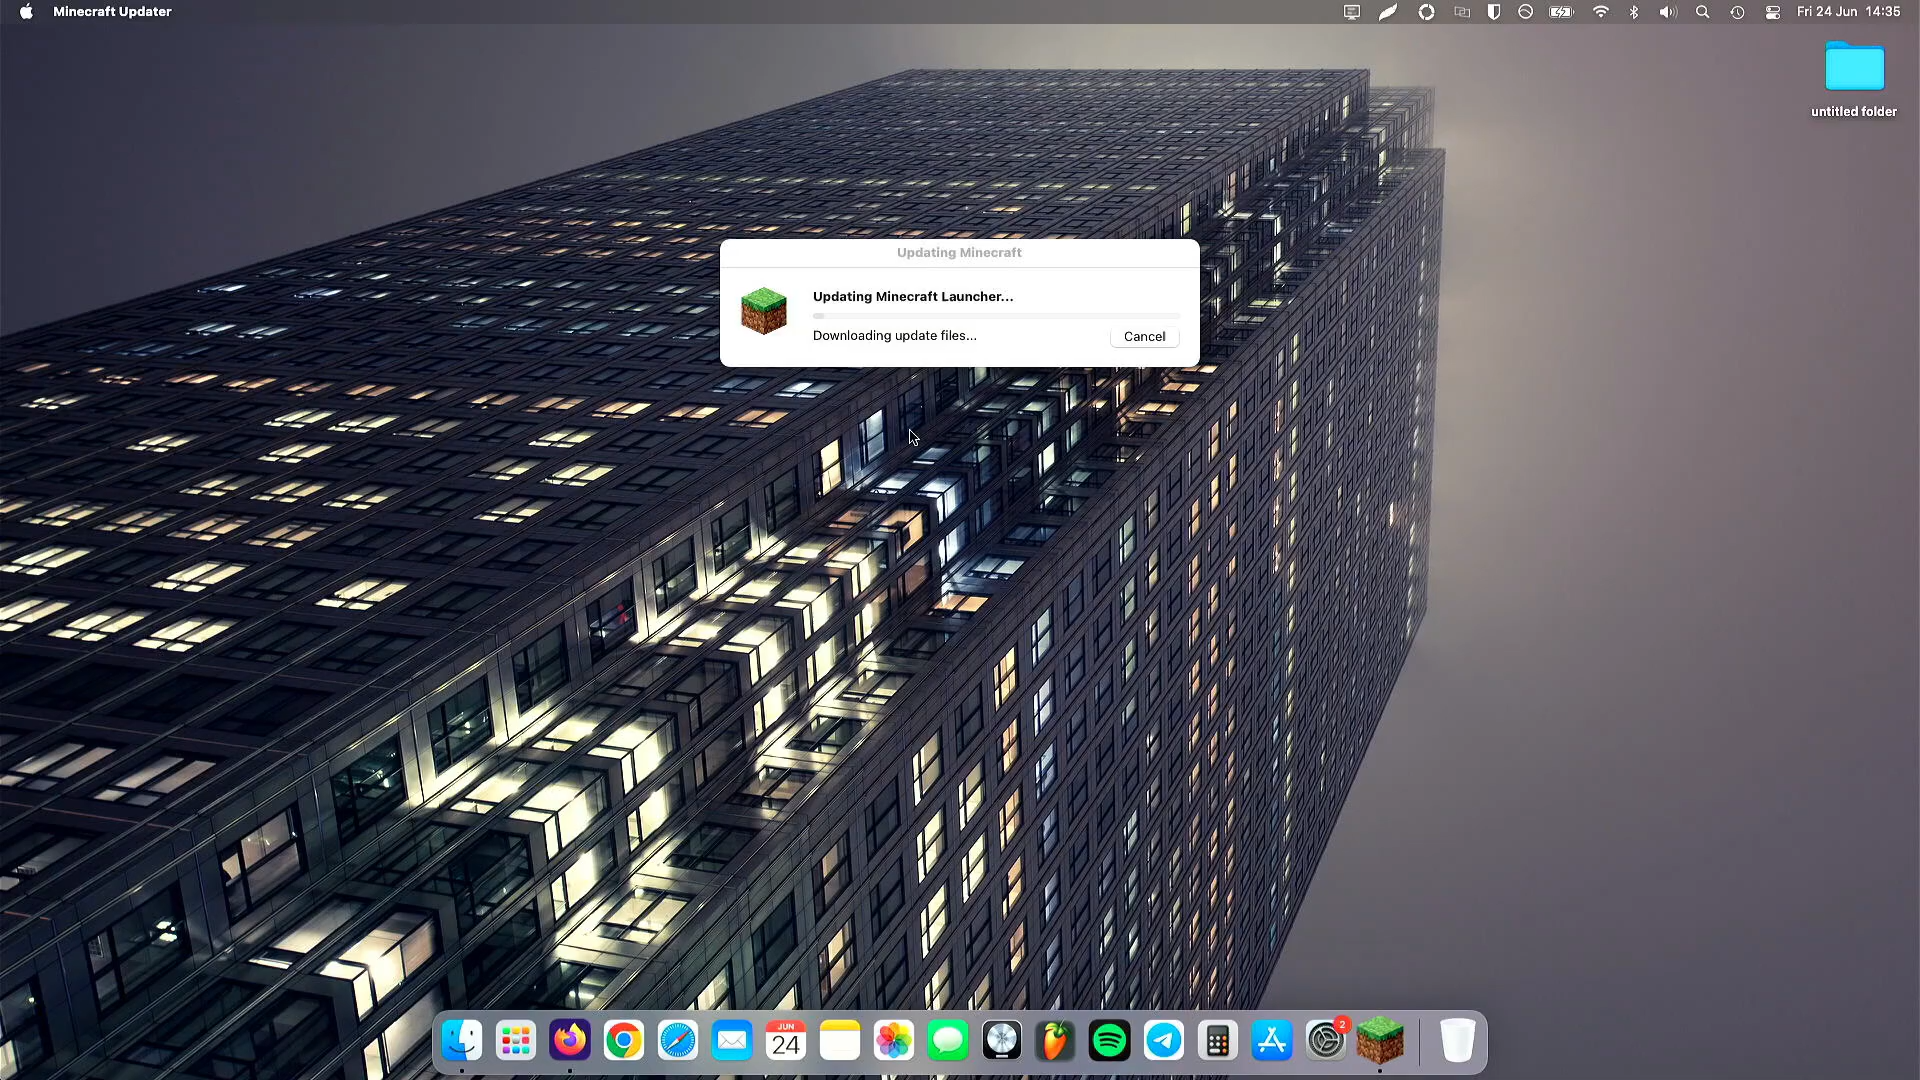 Minecraft Updater
Fri 24 Jun 14:35
untitled folder
Updating Minecraft
Updating Minecraft Launcher...
Downloading update files...
Cancel
JUN
24
2